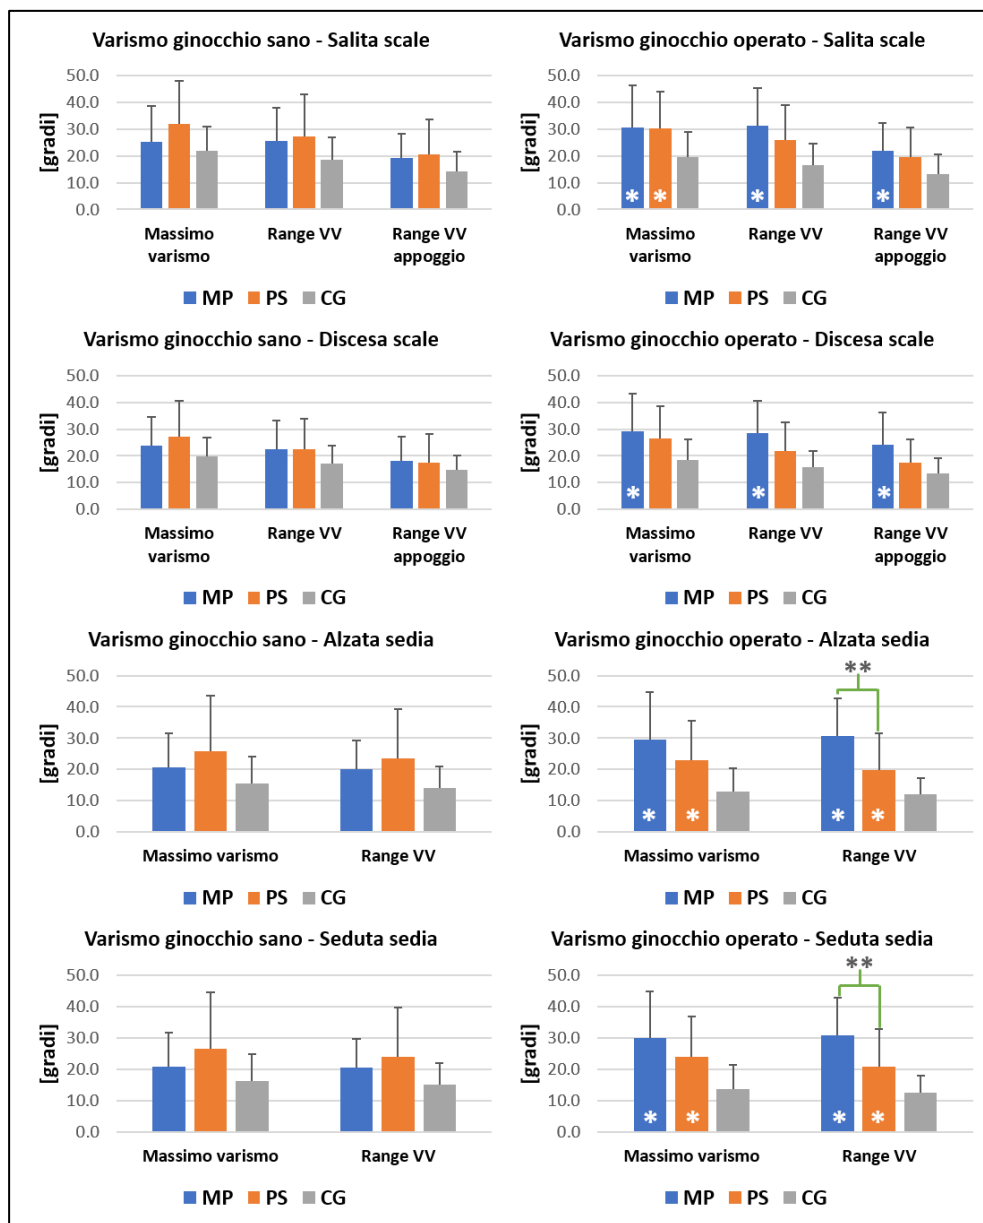 Varismo ginocchio sano - Salita scale
[gradi]
50.0
40.0
30.0
20.0
10.0
0.0
Massimo varismo
Range VV
Range VV appoggio
MP PS CG
Varismo ginocchio operato - Salita scale
[gradi]
50.0
40.0
30.0
20.0
10.0
0.0
* * * *
Massimo varismo
Range VV
Range VV appoggio
MP PS CG
Varismo ginocchio sano - Discesa scale
[gradi]
50.0
40.0
30.0
20.0
10.0
0.0
Massimo varismo
Range VV
Range VV appoggio
MP PS CG
Varismo ginocchio operato - Discesa scale
[gradi]
50.0
40.0
30.0
20.0
10.0
0.0
* * *
Massimo varismo
Range VV
Range VV appoggio
MP PS CG
Varismo ginocchio sano - Alzata sedia
[gradi]
50.0
40.0
30.0
20.0
10.0
0.0
Massimo varismo
Range VV
MP PS CG
Varismo ginocchio operato - Alzata sedia
**
[gradi]
50.0
40.0
30.0
20.0
10.0
0.0
* * * *
Massimo varismo
Range VV
MP PS CG
Varismo ginocchio sano - Seduta sedia
[gradi]
50.0
40.0
30.0
20.0
10.0
0.0
Massimo varismo
Range VV
MP PS CG
Varismo ginocchio operato - Seduta sedia
**
[gradi]
50.0
40.0
30.0
20.0
10.0
0.0
* * * *
Massimo varismo
Range VV
MP PS CG